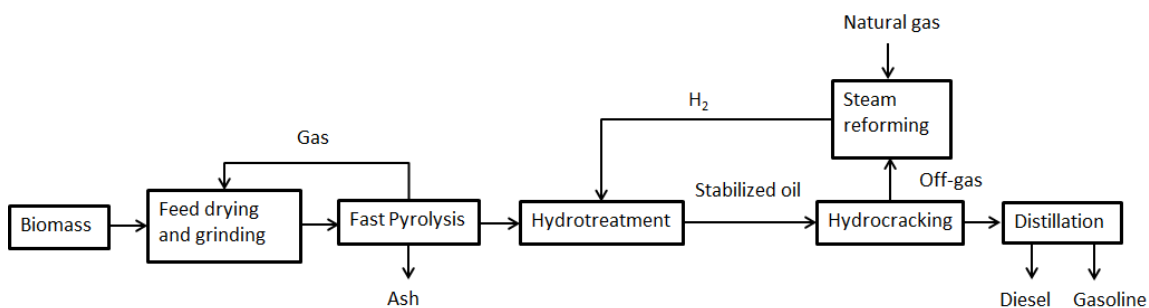 Natural gas
H₂
Steam
reforming
Gas
Stabilized oil
Off-gas
Biomass
Feed drying
and grinding
Fast Pyrolysis
Hydrotreatment
Hydrocracking
Distillation
Ash
Diesel
Gasoline